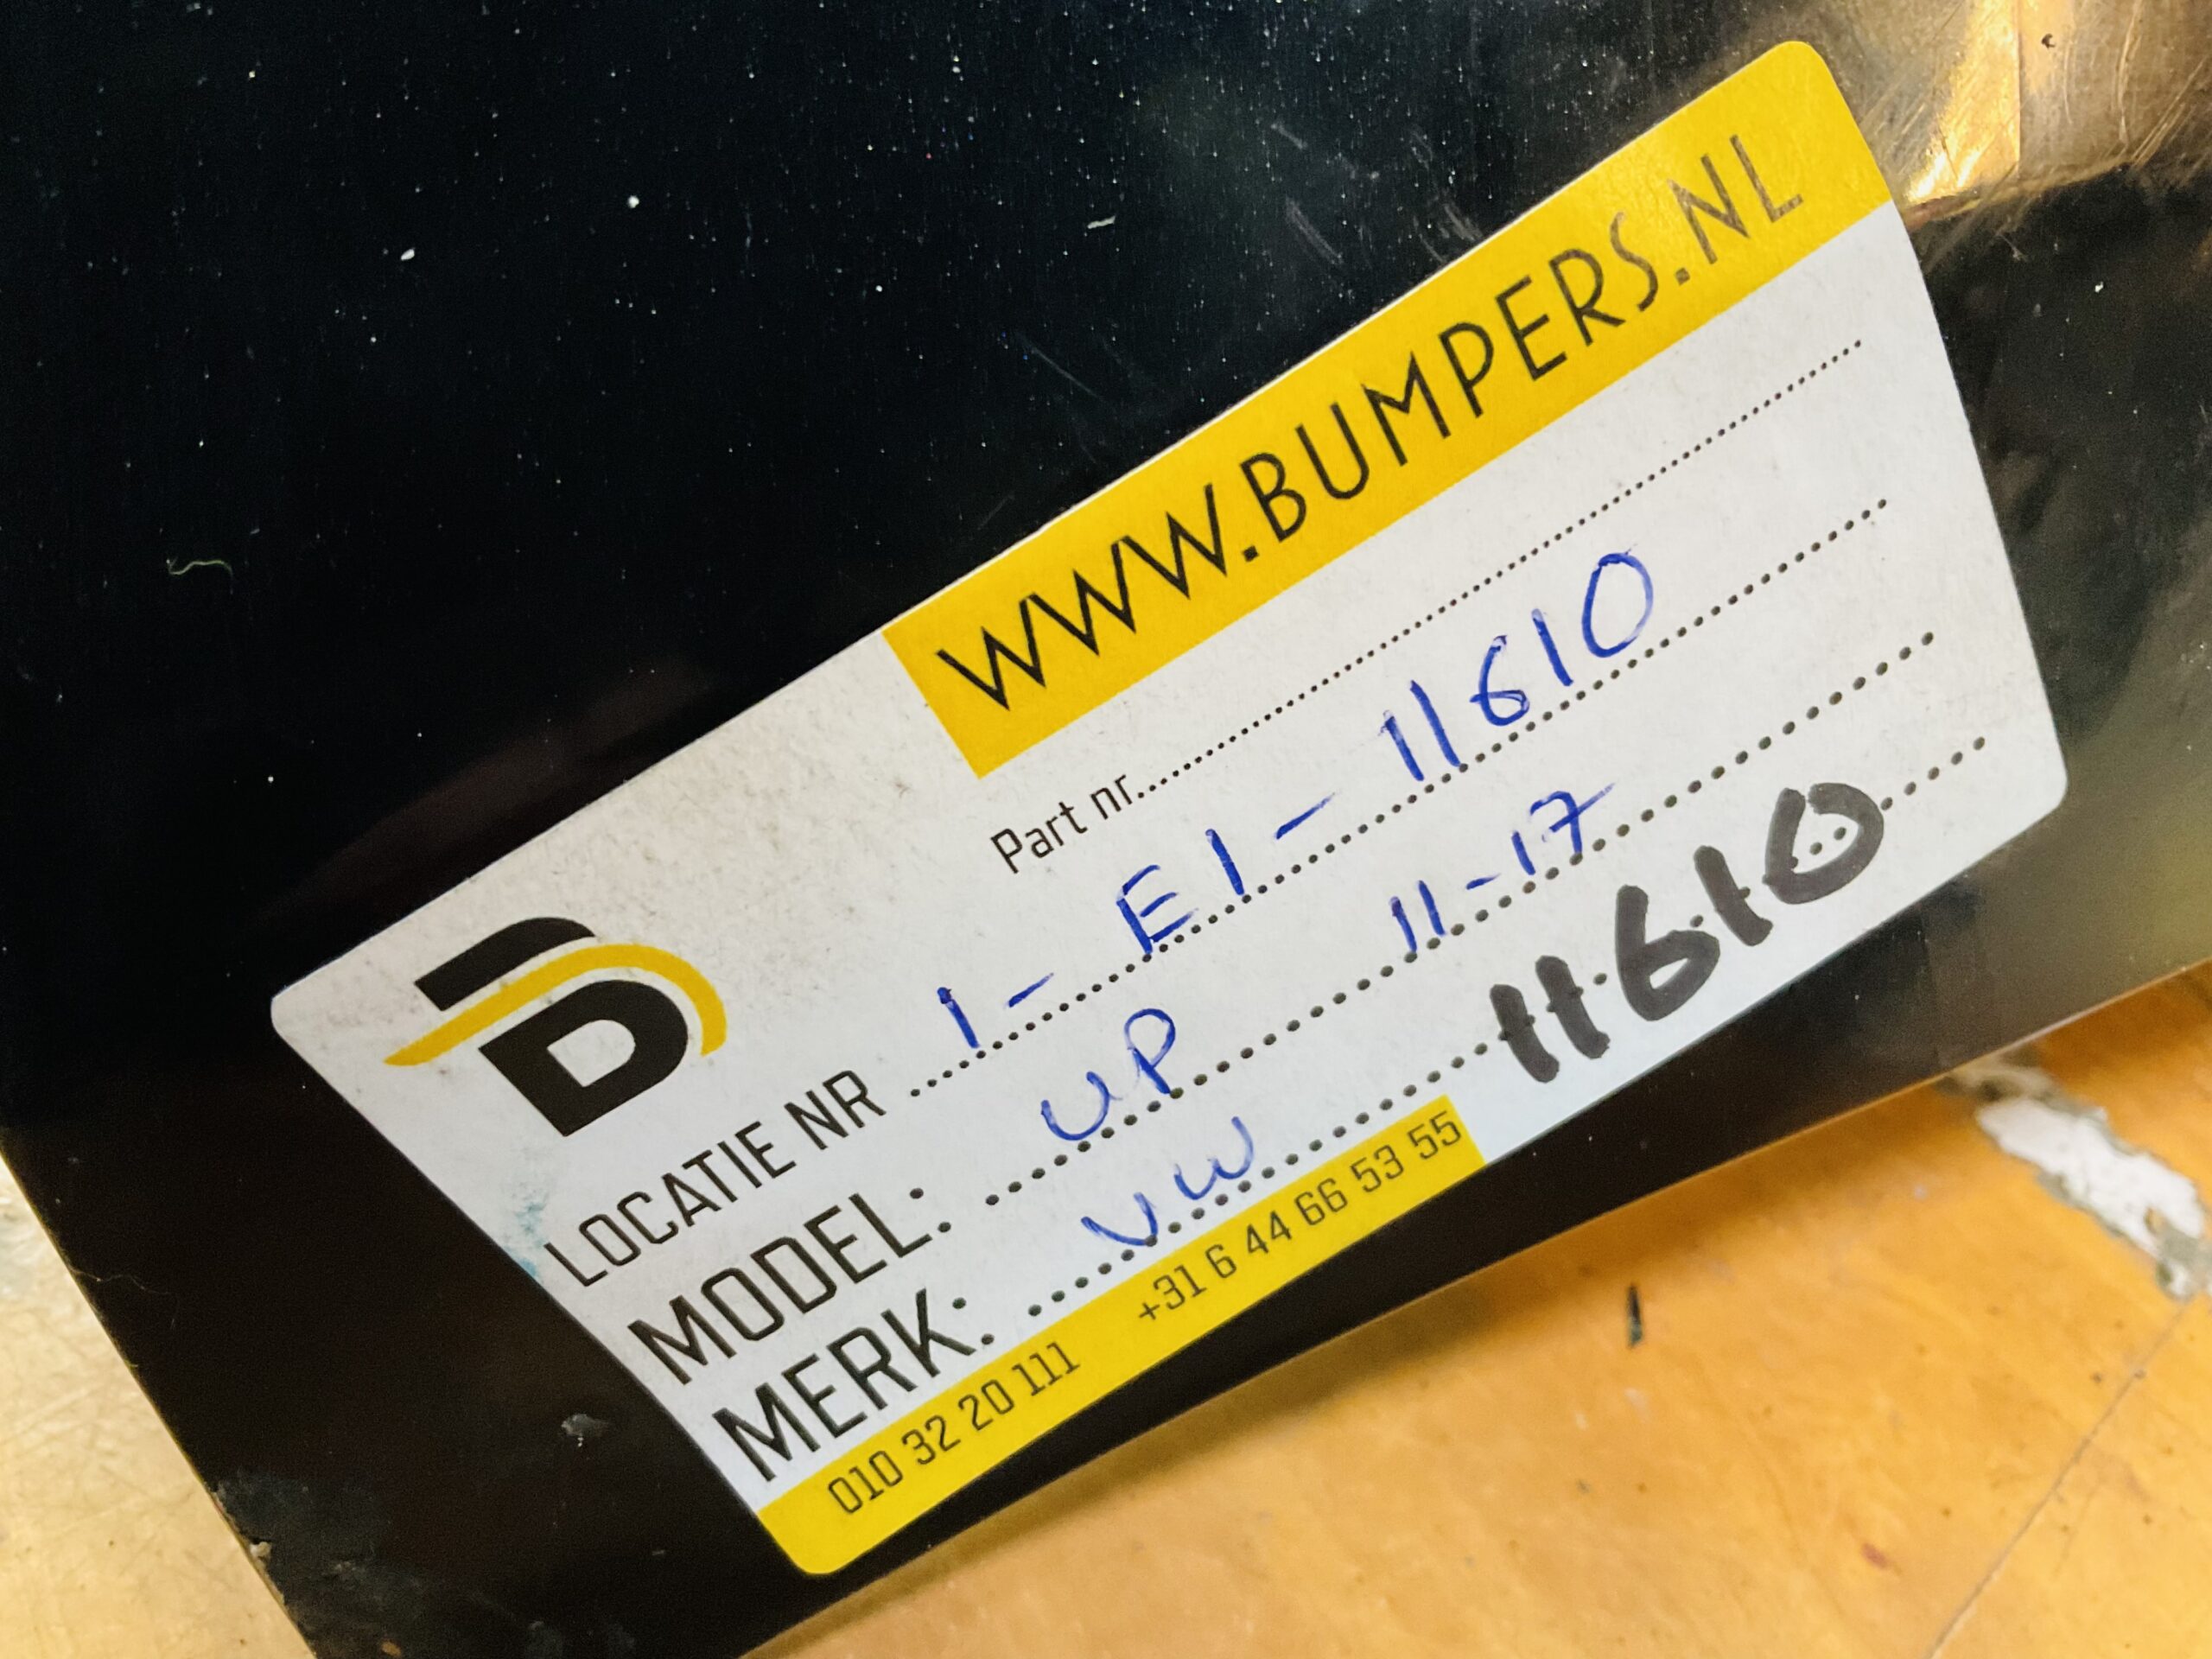 WWW.BUMPERS.NL
Part nr.........................
LOCATIE NR 1 - E1 - 11610
MODEL: UP 11-17
MERK: VW 11610
010 32 20 111 +31 6 44 66 53 55